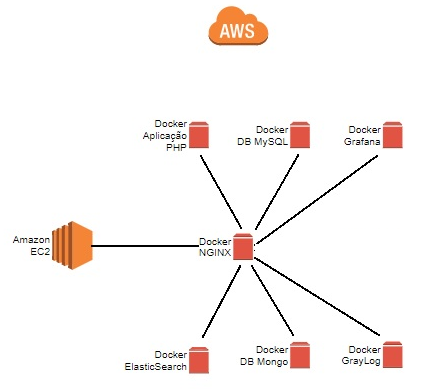 AWS
Docker
Aplicação
PHP
Docker
DB MySQL
Docker
Grafana
Amazon
EC2
Docker
NGINX
Docker
ElasticSearch
Docker
DB Mongo
Docker
GrayLog